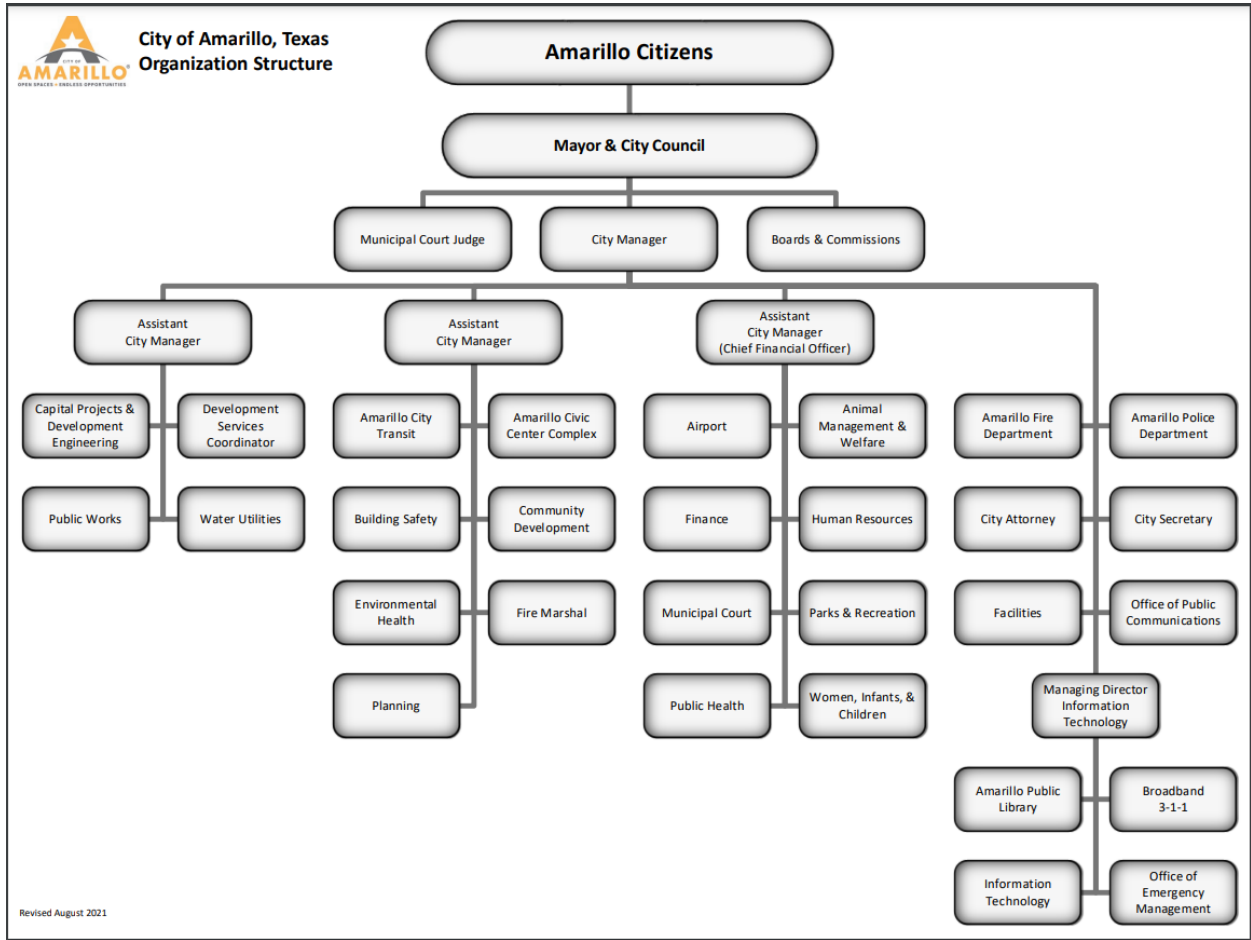 CITY OF
AMARILLO
OPEN SPACES ENDLESS OPPORTUNITIES
City of Amarillo, Texas
Organization Structure
Amarillo Citizens
Mayor & City Council
Municipal Court Judge
City Manager
Boards & Commissions
Assistant
City Manager
Assistant
City Manager
Assistant
City Manager
(Chief Financial Officer)
Capital Projects &
Development
Engineering
Development
Services
Coordinator
Amarillo City
Transit
Amarillo Civic
Center Complex
Airport
Animal
Management &
Welfare
Amarillo Fire
Department
Amarillo Police
Department
Public Works
Water Utilities
Building Safety
Community
Development
Finance
Human Resources
City Attorney
City Secretary
Environmental
Health
Fire Marshal
Municipal Court
Parks & Recreation
Facilities
Office of Public
Communications
Planning
Public Health
Women, Infants, &
Children
Managing Director
Information
Technology
Amarillo Public
Library
Broadband
3-1-1
Information
Technology
Office of
Emergency
Management
Revised August 2021